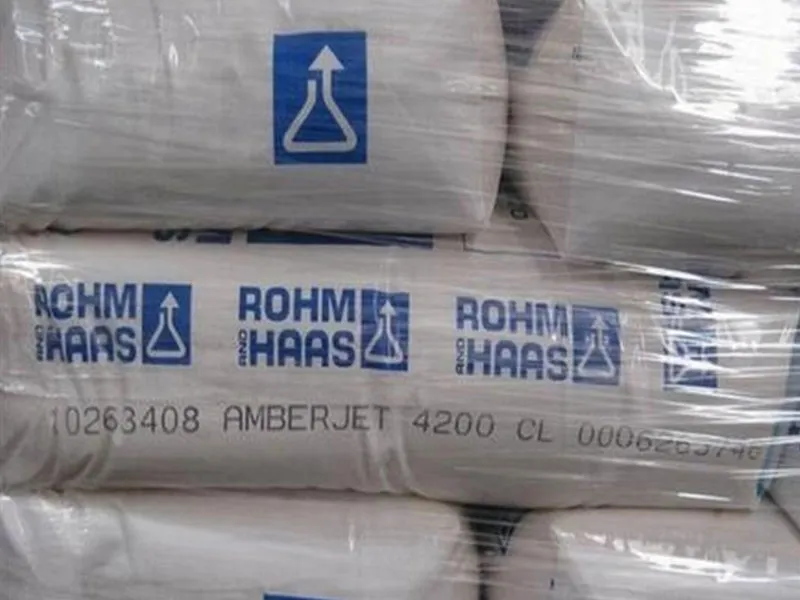 ROHM AND HAAS
ROHM AND HAAS
ROHM AND HAAS
10263408 AMBERJET 4200 CL